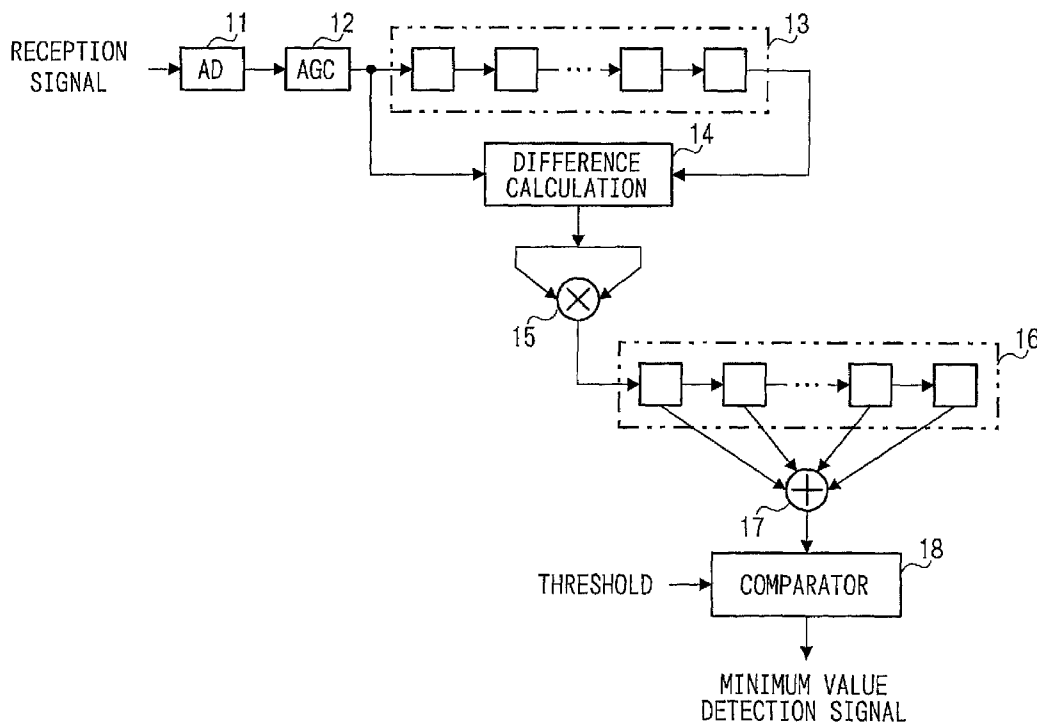 11
12
13
RECEPTION
SIGNAL
AD
AGC
...
14
DIFFERENCE
CALCULATION
15
16
...
17
18
THRESHOLD
COMPARATOR
MINIMUM VALUE
DETECTION SIGNAL